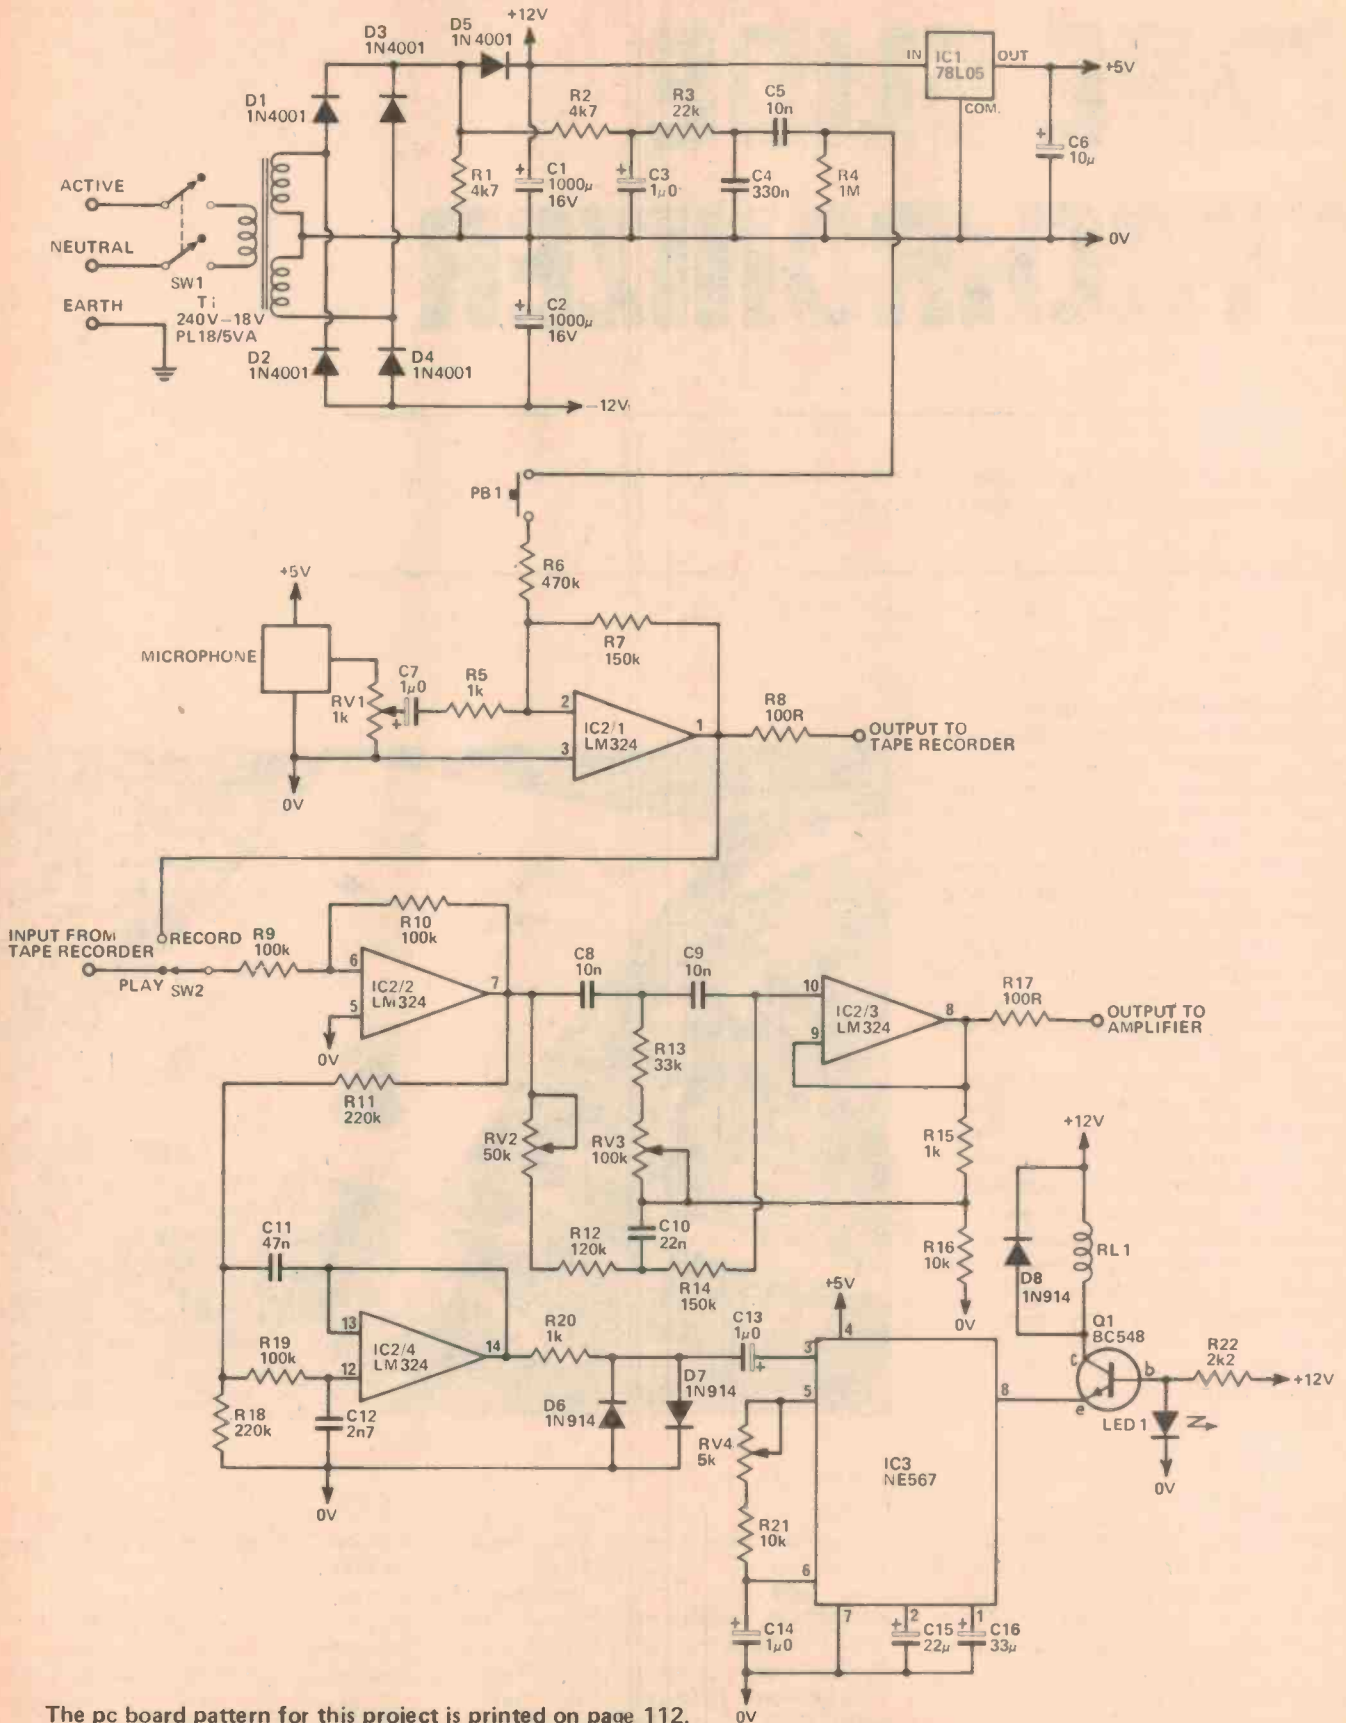 +12V
D5
1N4001
D3
1N4001
D1
1N4001
IN
IC1
78L05
OUT
COM.
+5V
R2
4k7
R3
22k
C5
10n
C6
10µ
ACTIVE
NEUTRAL
EARTH
SW1
Ti
240V–18V
PL18/5VA
R1
4k7
C1
1000µ
16V
C3
1µ0
C4
330n
R4
1M
0V
C2
1000µ
16V
D2
1N4001
D4
1N4001
–12V
PB1
R6
470k
+5V
MICROPHONE
RV1
1k
C7
1µ0
R5
1k
R7
150k
2
3
1
IC2/1
LM324
R8
100R
OUTPUT TO
TAPE RECORDER
0V
INPUT FROM
TAPE RECORDER
RECORD
PLAY
SW2
R9
100k
R10
100k
6
5
7
IC2/2
LM324
0V
C8
10n
C9
10n
10
9
8
IC2/3
LM324
R17
100R
OUTPUT TO
AMPLIFIER
R11
220k
R13
33k
RV2
50k
RV3
100k
R15
1k
R12
120k
C10
22n
R14
150k
R16
10k
0V
+12V
D8
1N914
RL1
Q1
BC548
c
b
e
R22
2k2
+12V
LED1
0V
C11
47n
R19
100k
R18
220k
13
12
14
IC2/4
LM324
C12
2n7
0V
R20
1k
D6
1N914
D7
1N914
C13
1µ0
+5V
4
3
5
6
8
7
2
1
IC3
NE567
RV4
5k
R21
10k
C14
1µ0
C15
22µ
C16
33µ
0V
The pc board pattern for this project is printed on page 112.